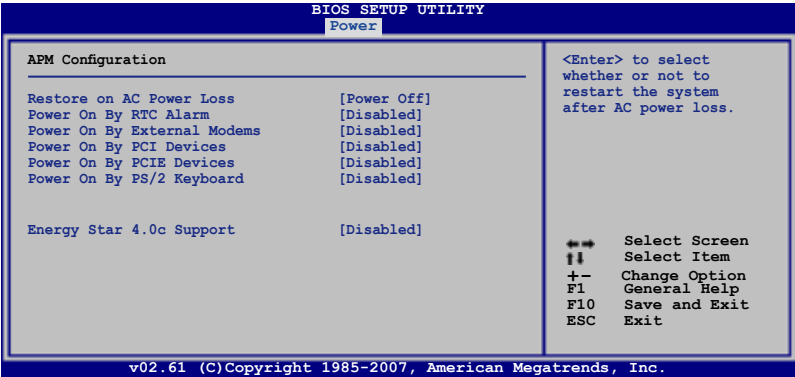 BIOS SETUP UTILITY
Power
APM Configuration
Restore on AC Power Loss [Power Off]
Power On By RTC Alarm [Disabled]
Power On By External Modems [Disabled]
Power On By PCI Devices [Disabled]
Power On By PCIE Devices [Disabled]
Power On By PS/2 Keyboard [Disabled]
Energy Star 4.0c Support [Disabled]
<Enter> to select
whether or not to
restart the system
after AC power loss.
←→ Select Screen
↑↓ Select Item
+- Change Option
F1 General Help
F10 Save and Exit
ESC Exit
v02.61 (C)Copyright 1985-2007, American Megatrends, Inc.